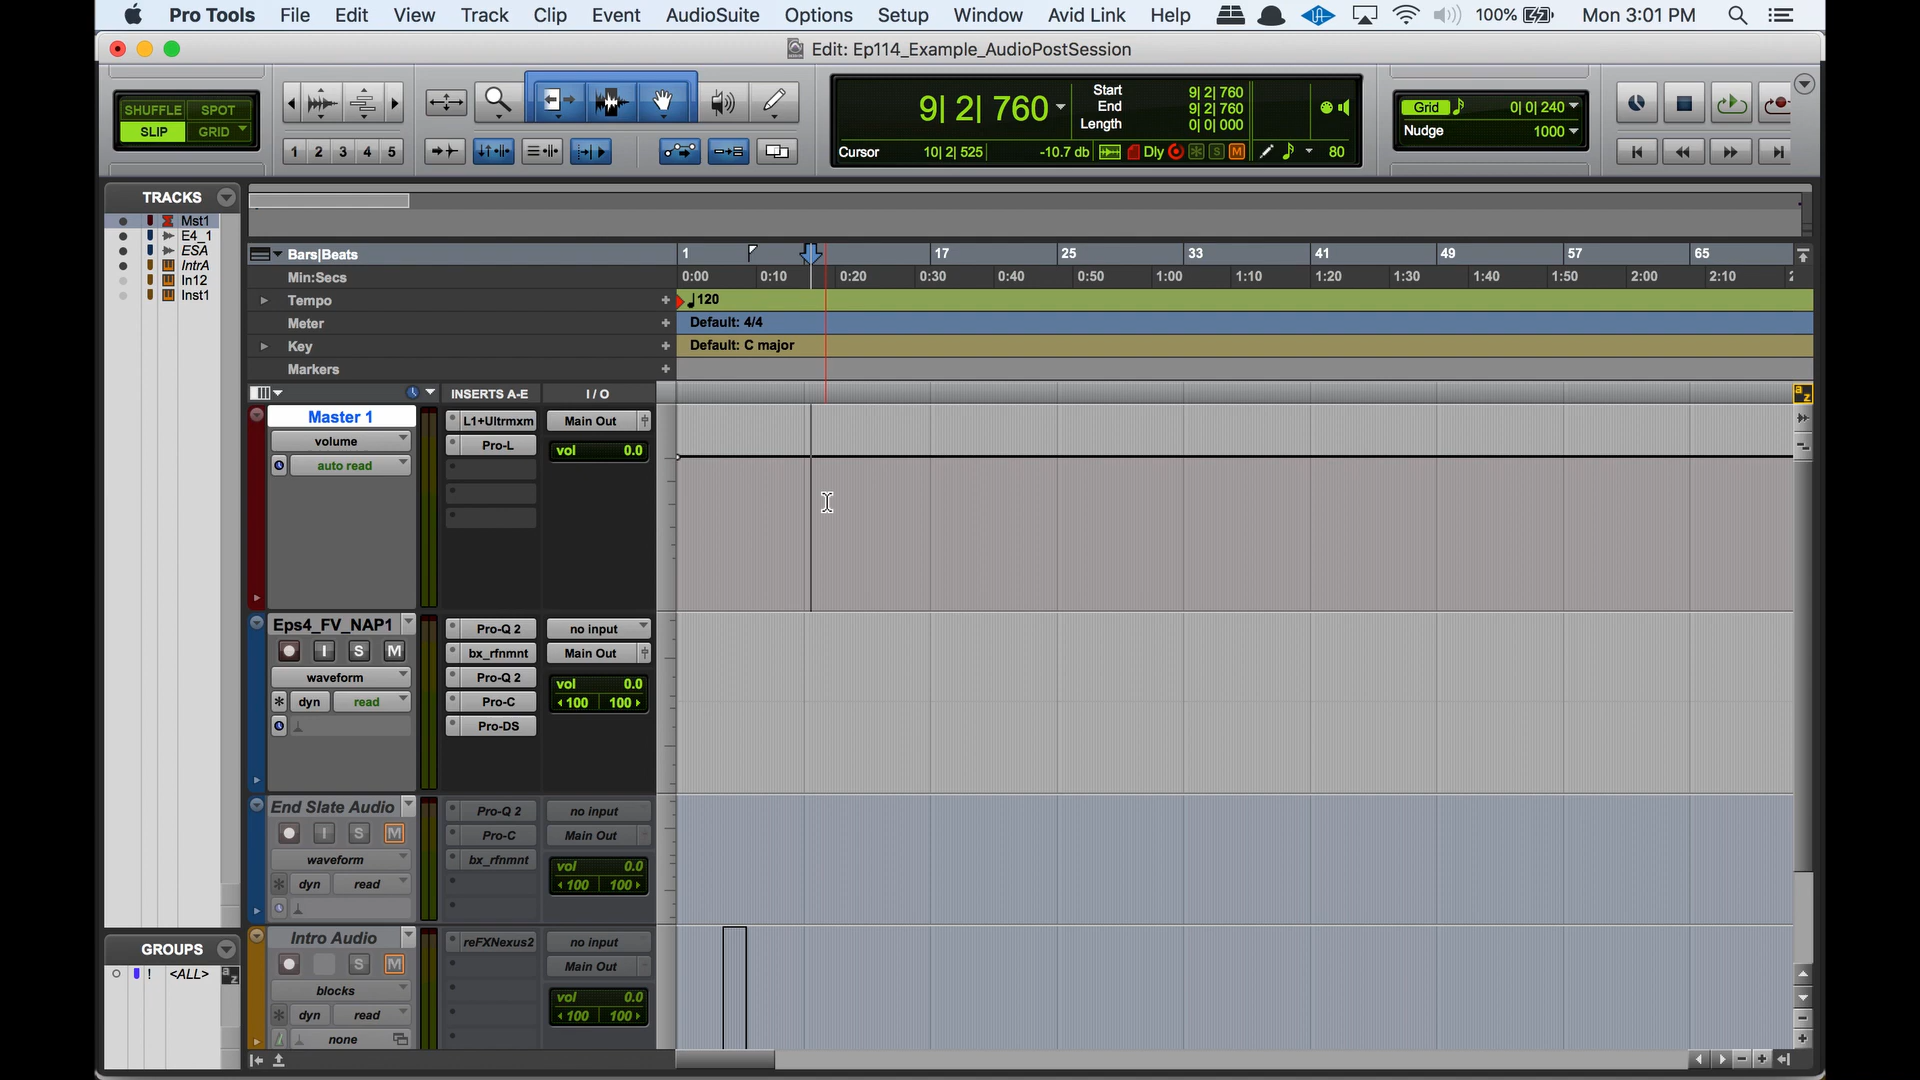 Pro Tools File Edit View Track Clip Event AudioSuite Options Setup Window Avid Link Help 100% Mon 3:01 PM
Edit: Ep114_Example_AudioPostSession
SHUFFLE SPOT
SLIP GRID
1 2 3 4 5
9| 2| 760
Start 9| 2| 760
End 9| 2| 760
Length 0| 0| 000
Cursor 10| 2| 525 -10.7 db Dly S M 80
Grid 0| 0| 240
Nudge 1000
TRACKS
Mst1
E4_1
ESA
IntrA
In12
Inst1
Bars|Beats 1 17 25 33 41 49 57 65
Min:Secs 0:00 0:10 0:20 0:30 0:40 0:50 1:00 1:10 1:20 1:30 1:40 1:50 2:00 2:10 2
Tempo + 120
Meter + Default: 4/4
Key + Default: C major
Markers +
INSERTS A-E I / O
a z
Master 1 L1+Ultrmxm Main Out
volume Pro-L vol 0.0
auto read
Eps4_FV_NAP1 Pro-Q 2 no input
I S M bx_rfnmnt Main Out
waveform Pro-Q 2 vol 0.0
dyn read Pro-C 100 100
Pro-DS
End Slate Audio Pro-Q 2 no input
I S M Pro-C Main Out
waveform bx_rfnmnt vol 0.0
dyn read 100 100
Intro Audio reFXNexus2 no input
S M Main Out
blocks vol 0.0
dyn read 100 100
none
GROUPS
! <ALL> a z